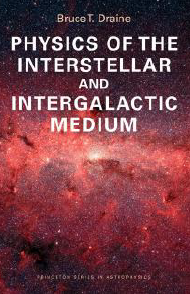 Bruce T. Draine
PHYSICS OF THE
INTERSTELLAR
AND
INTERGALACTIC
MEDIUM
PRINCETON SERIES IN ASTROPHYSICS